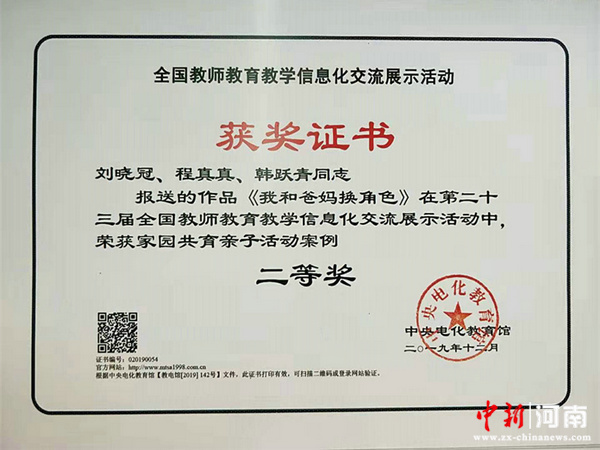 全国教师教育教学信息化交流展示活动
获奖证书
刘晓冠、程真真、韩跃青同志
报送的作品《我和爸妈换角色》在第二十
三届全国教师教育教学信息化交流展示活动中，
荣获家园共育亲子活动案例
二等奖
中央电化教育馆
中央电化教育馆
二〇一九年十二月
证书编号：020190054
官方网站：http://www.mtsa1998.com.cn
根据中央电化教育馆【教电馆[2019] 142号】文件，此证书打印有效，可扫描二维码或登录网站验证。
中新|河南
www.zx-chinanews.com